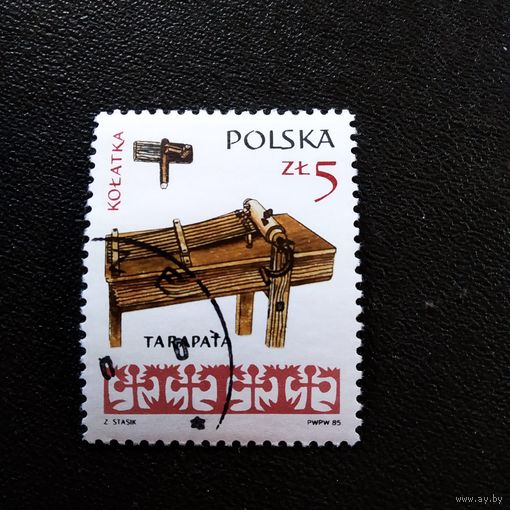 KOŁATKA
POLSKA
ZŁ 5
TARAPATA
Z. STASIK
PWPW 85
www.ay.by